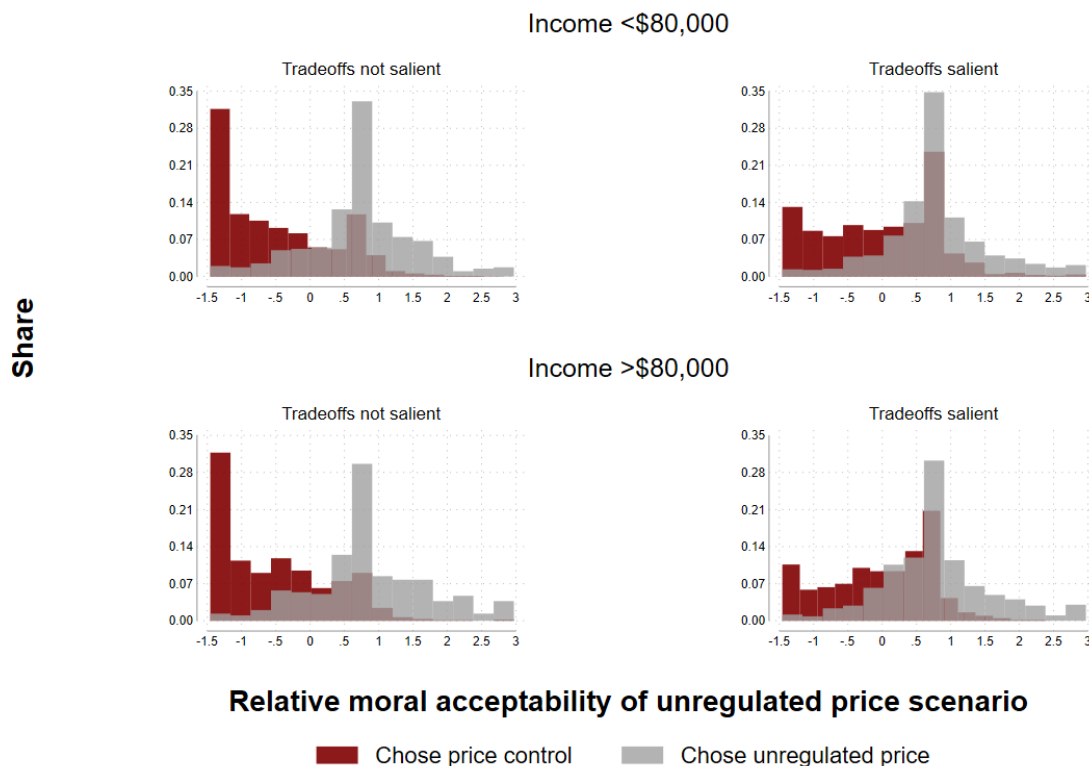 Income <$80,000
Tradeoffs not salient
0.35
0.28
0.21
0.14
0.07
0.00
-1.5 -1 -.5 0 .5 1 1.5 2 2.5 3
Tradeoffs salient
0.35
0.28
0.21
0.14
0.07
0.00
-1.5 -1 -.5 0 .5 1 1.5 2 2.5 3
Share
Income >$80,000
Tradeoffs not salient
0.35
0.28
0.21
0.14
0.07
0.00
-1.5 -1 -.5 0 .5 1 1.5 2 2.5 3
Tradeoffs salient
0.35
0.28
0.21
0.14
0.07
0.00
-1.5 -1 -.5 0 .5 1 1.5 2 2.5 3
Relative moral acceptability of unregulated price scenario
Chose price control Chose unregulated price